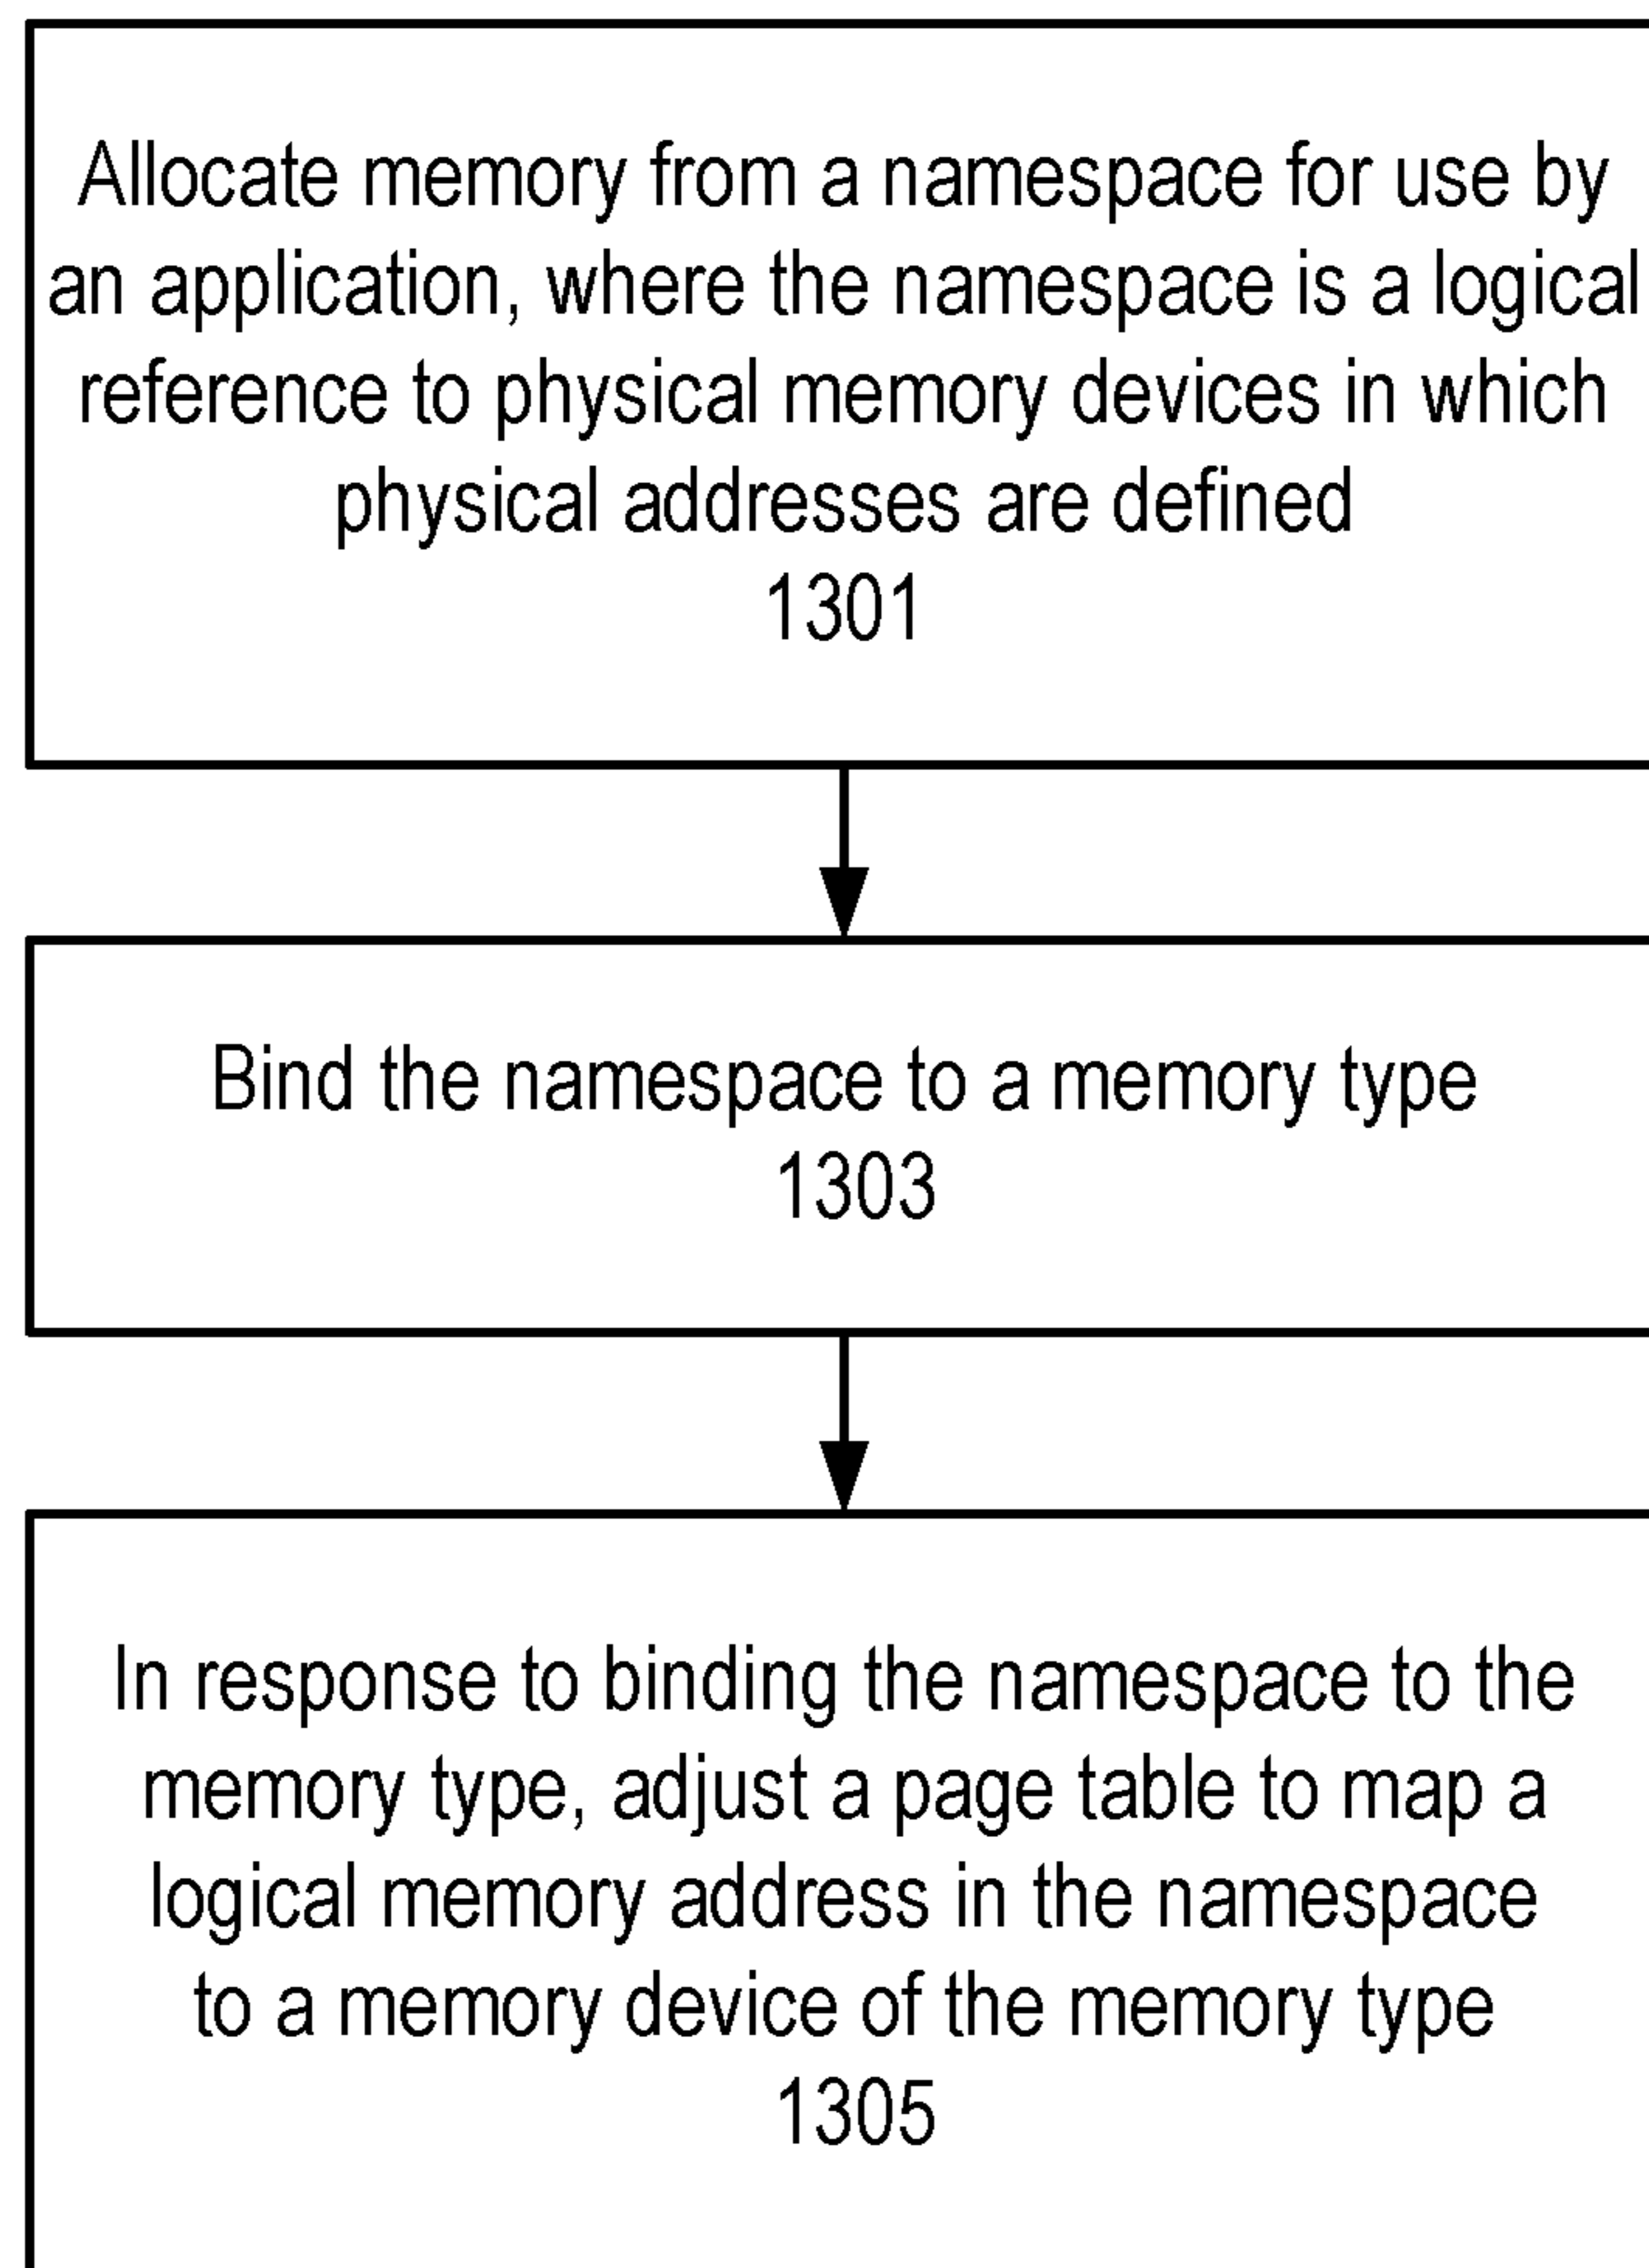 Allocate memory from a namespace for use by
an application, where the namespace is a logical
reference to physical memory devices in which
physical addresses are defined
1301
Bind the namespace to a memory type
1303
In response to binding the namespace to the
memory type, adjust a page table to map a
logical memory address in the namespace
to a memory device of the memory type
1305